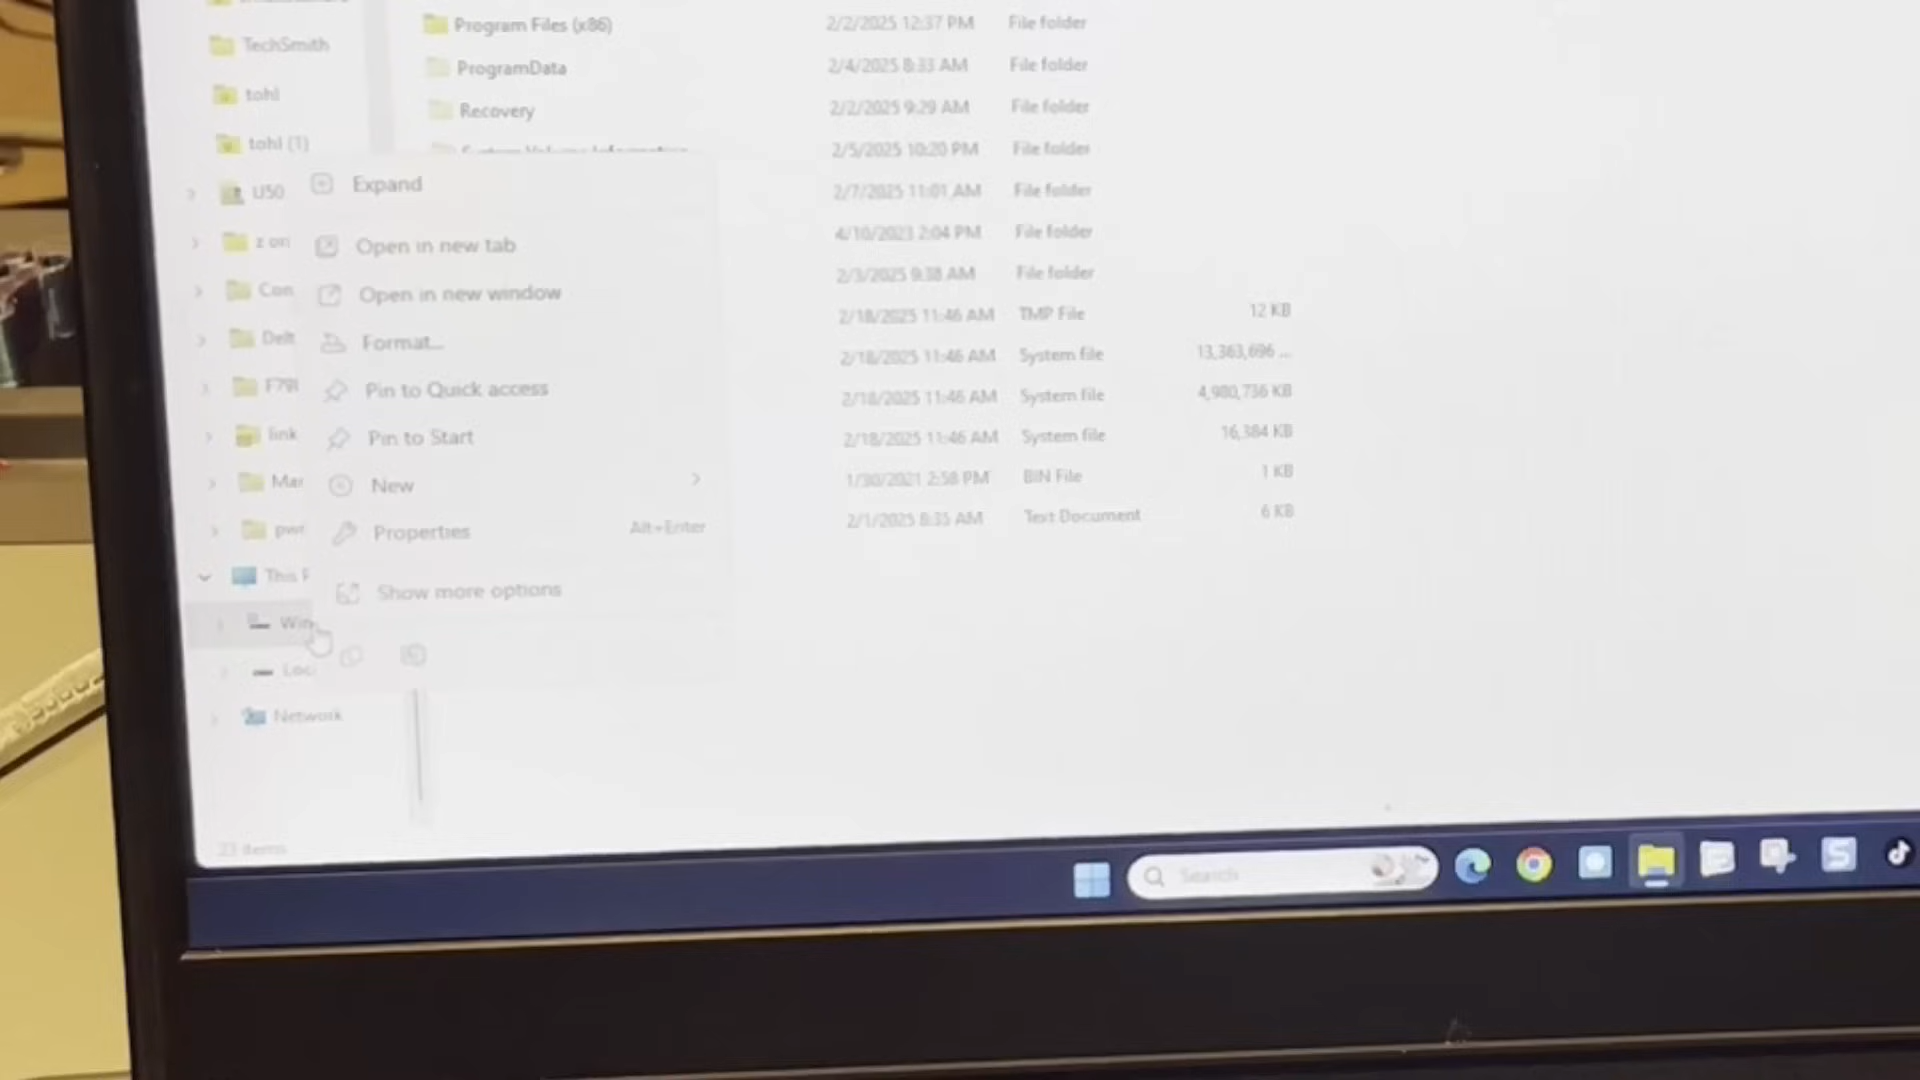 TechSmith
tohl
tohl (1)
U50
z on
Con
Delt
link
Mar
pwr
This P
Win
Loc
Network
23 items
Program Files (x86) 2/2/2025 12:37 PM File folder
ProgramData 2/4/2025 8:33 AM File folder
Recovery 2/2/2025 9:29 AM File folder
System Volume Information 2/5/2025 10:20 PM File folder
2/7/2025 11:01 AM File folder
4/10/2023 2:04 PM File folder
2/3/2025 9:38 AM File folder
2/18/2025 11:46 AM TMP File 12 KB
2/18/2025 11:46 AM System file 13,363,696 ...
2/18/2025 11:46 AM System file 4,980,736 KB
2/18/2025 11:46 AM System file 16,384 KB
1/30/2021 2:58 PM BIN File 1 KB
2/1/2025 8:35 AM Text Document 6 KB
Expand
Open in new tab
Open in new window
Format...
Pin to Quick access
Pin to Start
New
Properties Alt+Enter
Show more options
Search